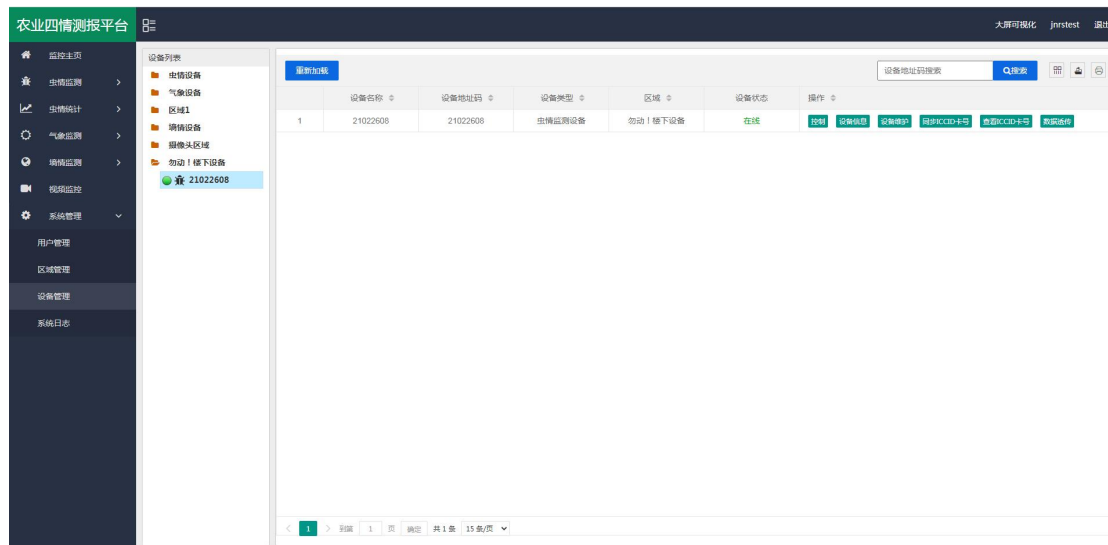 农业四情测报平台
大屏可视化 jnrstest 退出
监控主页
虫情监测
虫情统计
气象监测
墒情监测
视频监控
系统管理
用户管理
区域管理
设备管理
系统日志
设备列表
虫情设备
气象设备
区域1
墒情设备
摄像头区域
勿动！楼下设备
21022608
重新加载 设备地址码搜索 搜索
设备名称 设备地址码 设备类型 区域 设备状态 操作
1 21022608 21022608 虫情监测设备 勿动！楼下设备 在线 控制 设备信息 设备维护 同步ICCID卡号 查看ICCID卡号 数据派传
1 到第 1 页 确定 共 1 条 15 条/页